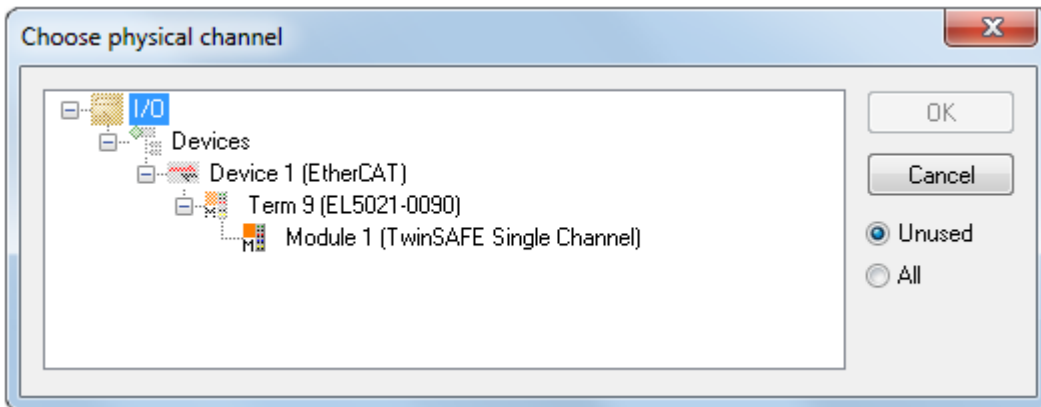 Choose physical channel
I/O
Devices
Device 1 (EtherCAT)
Term 9 (EL5021-0090)
Module 1 (TwinSAFE Single Channel)
OK
Cancel
Unused
All